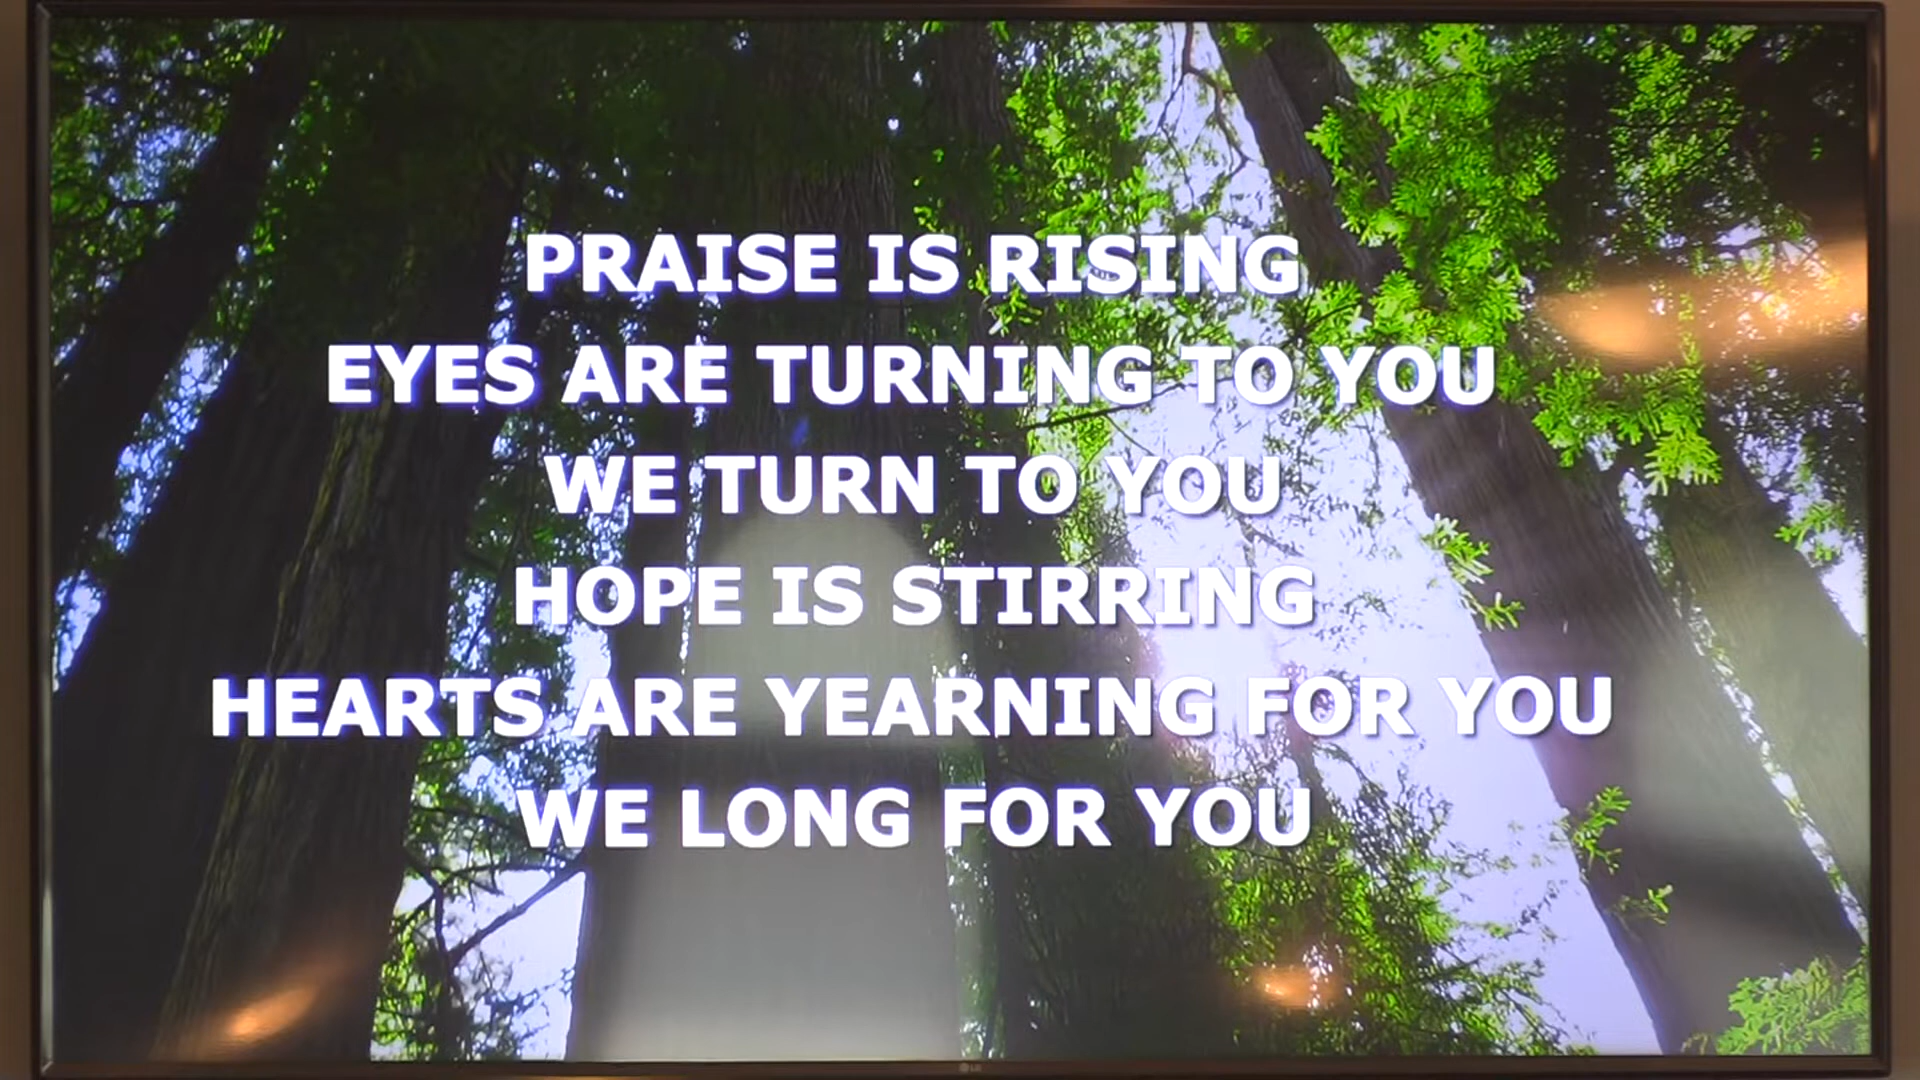 PRAISE IS RISING
EYES ARE TURNING TO YOU
WE TURN TO YOU
HOPE IS STIRRING
HEARTS ARE YEARNING FOR YOU
WE LONG FOR YOU
LG